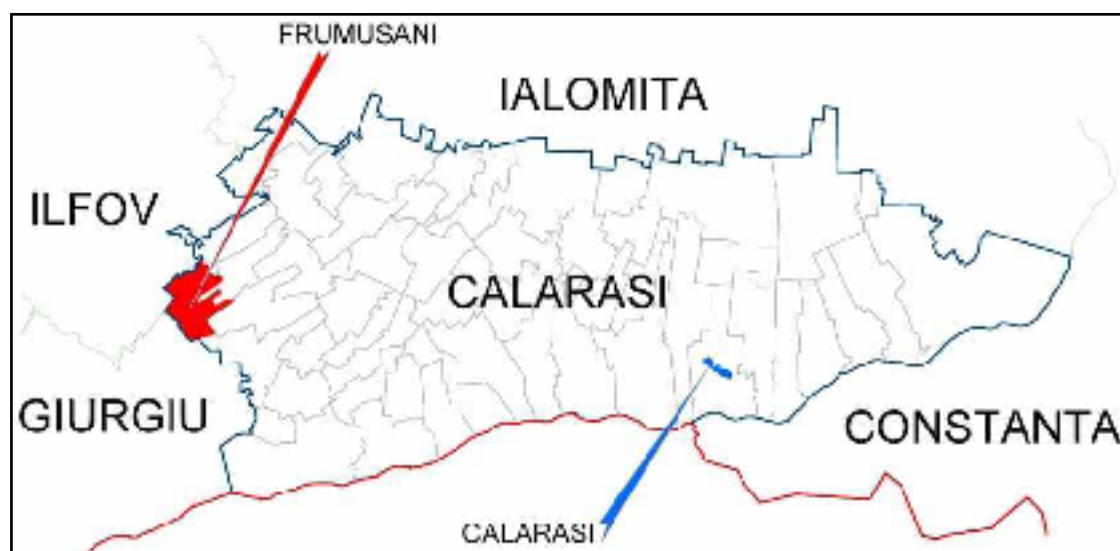 FRUMUSANI
IALOMITA
ILFOV
CALARASI
GIURGIU
CONSTANTA
CALARASI